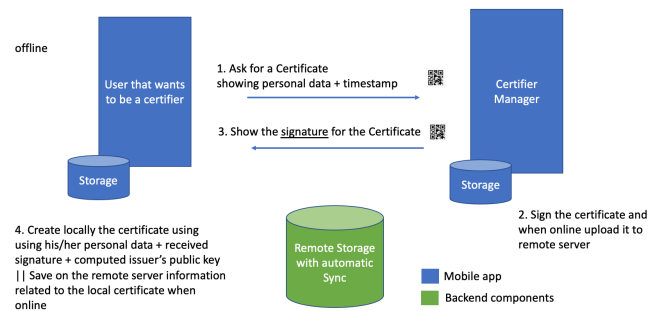 offline
User that wants
to be a certifier
1. Ask for a Certificate
showing personal data + timestamp
Certifier
Manager
3. Show the signature for the Certificate
Storage
Storage
2. Sign the certificate and
when online upload it to
remote server
4. Create locally the certificate using
using his/her personal data + received
signature + computed issuer's public key
|| Save on the remote server information
related to the local certificate when
online
Remote Storage
with automatic
Sync
Mobile app
Backend components